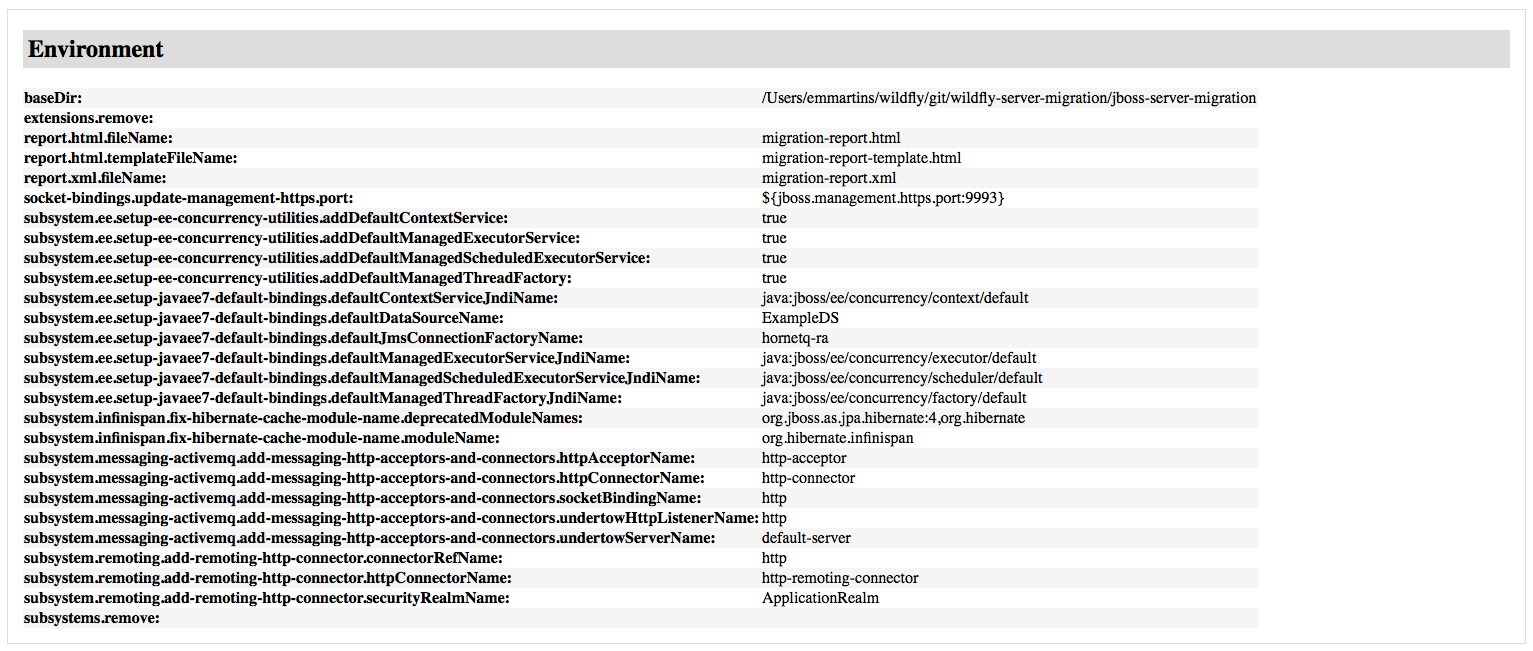 Environment
baseDir: /Users/emmartins/wildfly/git/wildfly-server-migration/jboss-server-migration
extensions.remove:
report.html.fileName: migration-report.html
report.html.templateFileName: migration-report-template.html
report.xml.fileName: migration-report.xml
socket-bindings.update-management-https.port: ${jboss.management.https.port:9993}
subsystem.ee.setup-ee-concurrency-utilities.addDefaultContextService: true
subsystem.ee.setup-ee-concurrency-utilities.addDefaultManagedExecutorService: true
subsystem.ee.setup-ee-concurrency-utilities.addDefaultManagedScheduledExecutorService: true
subsystem.ee.setup-ee-concurrency-utilities.addDefaultManagedThreadFactory: true
subsystem.ee.setup-javaee7-default-bindings.defaultContextServiceJndiName: java:jboss/ee/concurrency/context/default
subsystem.ee.setup-javaee7-default-bindings.defaultDataSourceName: ExampleDS
subsystem.ee.setup-javaee7-default-bindings.defaultJmsConnectionFactoryName: hornetq-ra
subsystem.ee.setup-javaee7-default-bindings.defaultManagedExecutorServiceJndiName: java:jboss/ee/concurrency/executor/default
subsystem.ee.setup-javaee7-default-bindings.defaultManagedScheduledExecutorServiceJndiName: java:jboss/ee/concurrency/scheduler/default
subsystem.ee.setup-javaee7-default-bindings.defaultManagedThreadFactoryJndiName: java:jboss/ee/concurrency/factory/default
subsystem.infinispan.fix-hibernate-cache-module-name.deprecatedModuleNames: org.jboss.as.jpa.hibernate:4,org.hibernate
subsystem.infinispan.fix-hibernate-cache-module-name.moduleName: org.hibernate.infinispan
subsystem.messaging-activemq.add-messaging-http-acceptors-and-connectors.httpAcceptorName: http-acceptor
subsystem.messaging-activemq.add-messaging-http-acceptors-and-connectors.httpConnectorName: http-connector
subsystem.messaging-activemq.add-messaging-http-acceptors-and-connectors.socketBindingName: http
subsystem.messaging-activemq.add-messaging-http-acceptors-and-connectors.undertowHttpListenerName: http
subsystem.messaging-activemq.add-messaging-http-acceptors-and-connectors.undertowServerName: default-server
subsystem.remoting.add-remoting-http-connector.connectorRefName: http
subsystem.remoting.add-remoting-http-connector.httpConnectorName: http-remoting-connector
subsystem.remoting.add-remoting-http-connector.securityRealmName: ApplicationRealm
subsystems.remove: